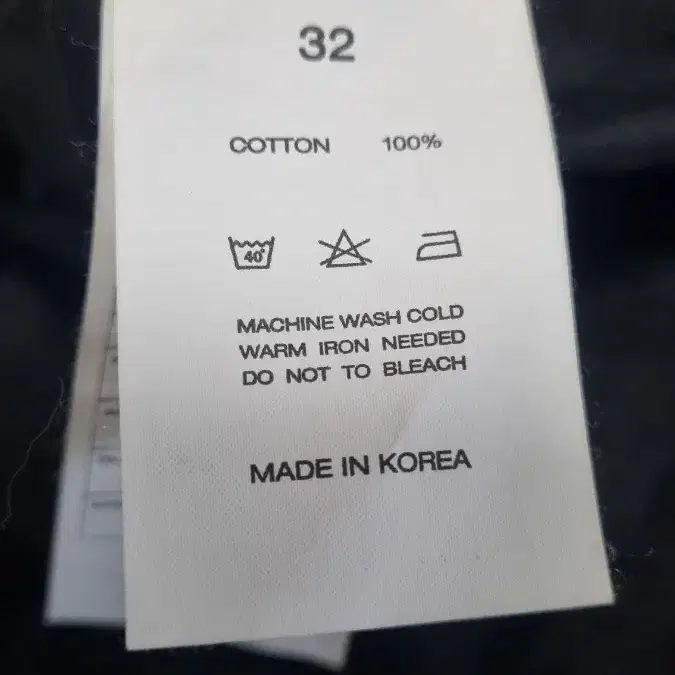 32
COTTON 100%
40°
MACHINE WASH COLD
WARM IRON NEEDED
DO NOT TO BLEACH
MADE IN KOREA